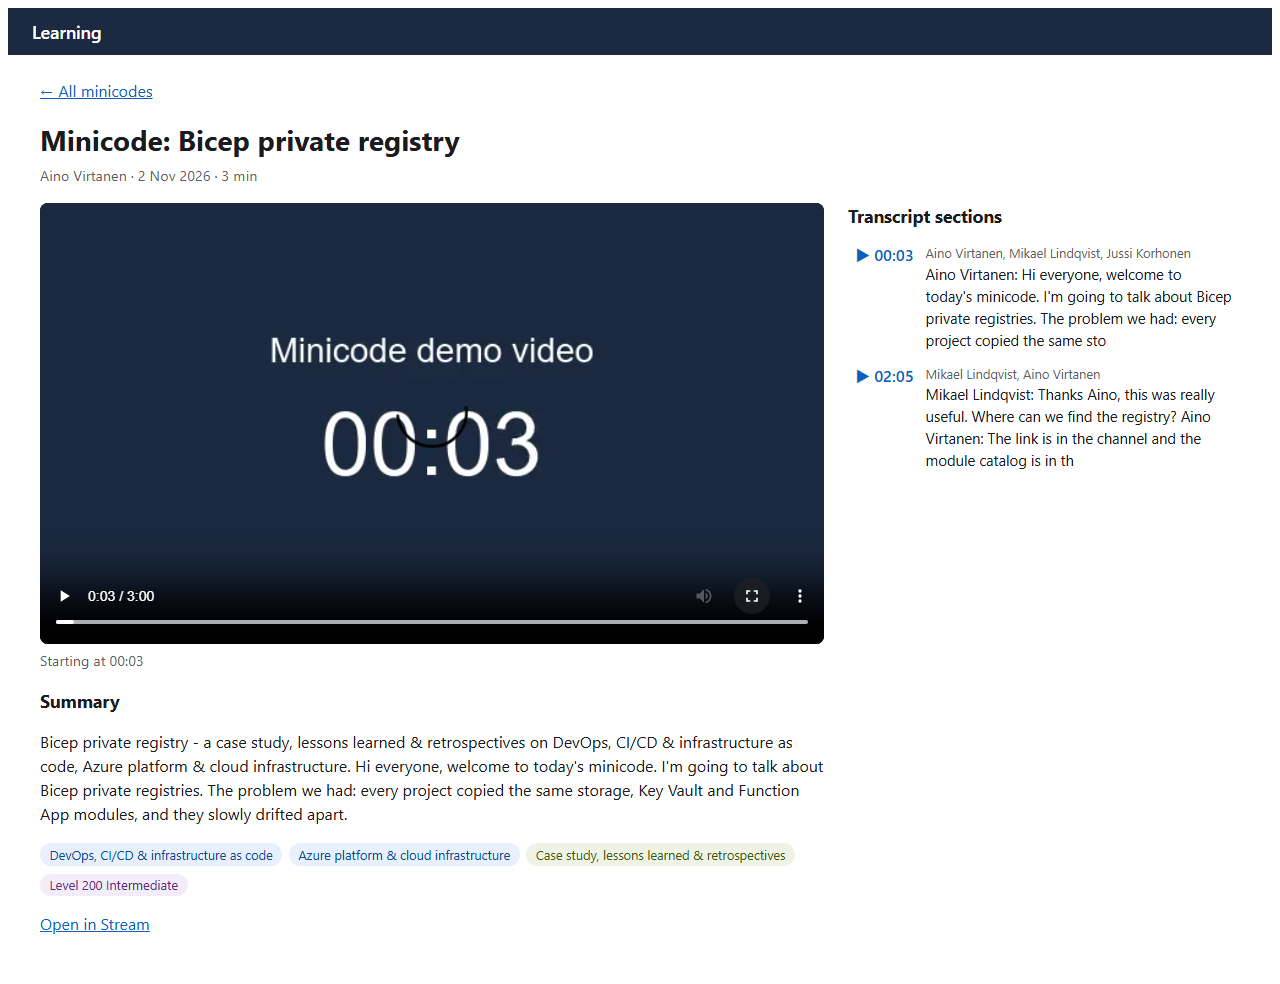 Learning
← All minicodes
Minicode: Bicep private registry
Aino Virtanen · 2 Nov 2026 · 3 min
Minicode demo video
00:03
0:03 / 3:00
Starting at 00:03
Summary
Bicep private registry - a case study, lessons learned & retrospectives on DevOps, CI/CD & infrastructure as
code, Azure platform & cloud infrastructure. Hi everyone, welcome to today's minicode. I'm going to talk about
Bicep private registries. The problem we had: every project copied the same storage, Key Vault and Function
App modules, and they slowly drifted apart.
DevOps, CI/CD & infrastructure as code
Azure platform & cloud infrastructure
Case study, lessons learned & retrospectives
Level 200 Intermediate
Open in Stream
Transcript sections
▶ 00:03
Aino Virtanen, Mikael Lindqvist, Jussi Korhonen
Aino Virtanen: Hi everyone, welcome to
today's minicode. I'm going to talk about Bicep
private registries. The problem we had: every
project copied the same sto
▶ 02:05
Mikael Lindqvist, Aino Virtanen
Mikael Lindqvist: Thanks Aino, this was really
useful. Where can we find the registry? Aino
Virtanen: The link is in the channel and the
module catalog is in th